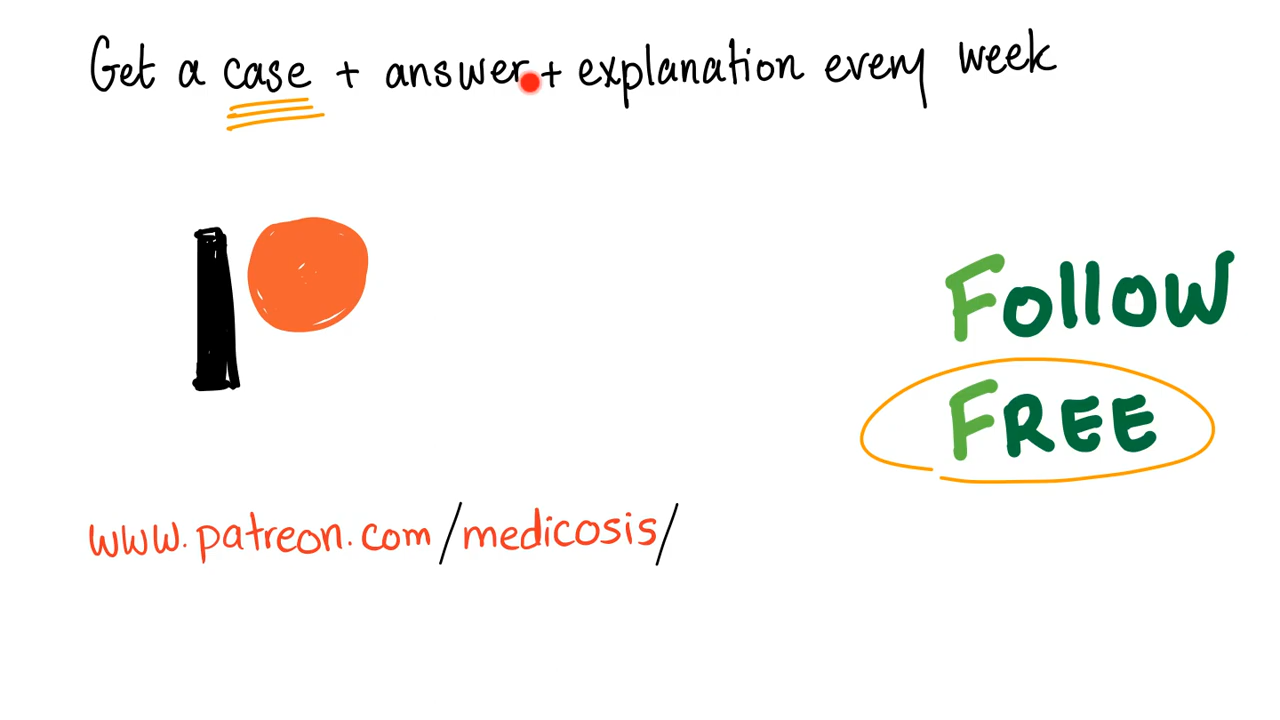 Get a case + answer + explanation every week
Follow
FREE
www.patreon.com/medicosis/